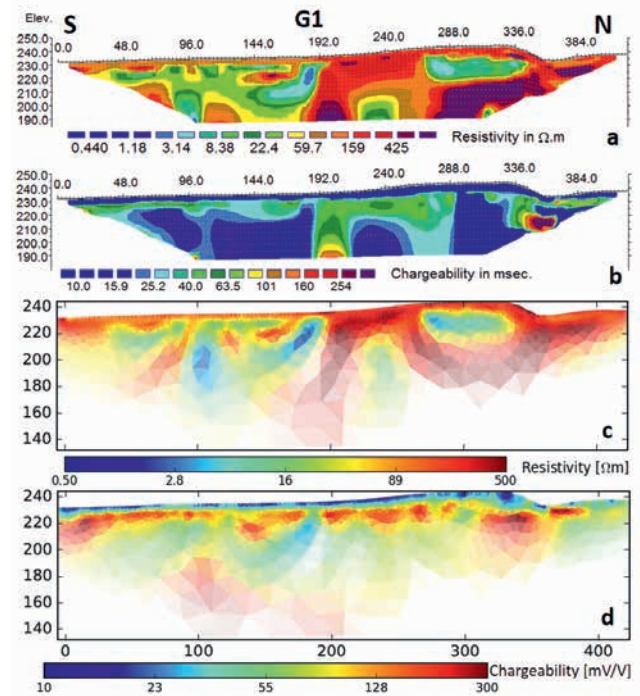 S G1 N
Elev. 0.0 48.0 96.0 144.0 192.0 240.0 288.0 336.0 384.0
250.0
240.0
230.0
220.0
210.0
200.0
190.0
0.440 1.18 3.14 8.38 22.4 59.7 159 425 Resistivity in Ω.m a
0.0 48.0 96.0 144.0 192.0 240.0 288.0 336.0 384.0
250.0
240.0
230.0
220.0
210.0
200.0
190.0
10.0 15.9 25.2 40.0 63.5 101 160 254 Chargeability in msec. b
240
220
200
180
160
140
c
0.50 2.8 16 89 500
Resistivity [Ωm]
240
220
200
180
160
140
d
0 100 200 300 400
Chargeability [mV/V]
10 23 55 128 300